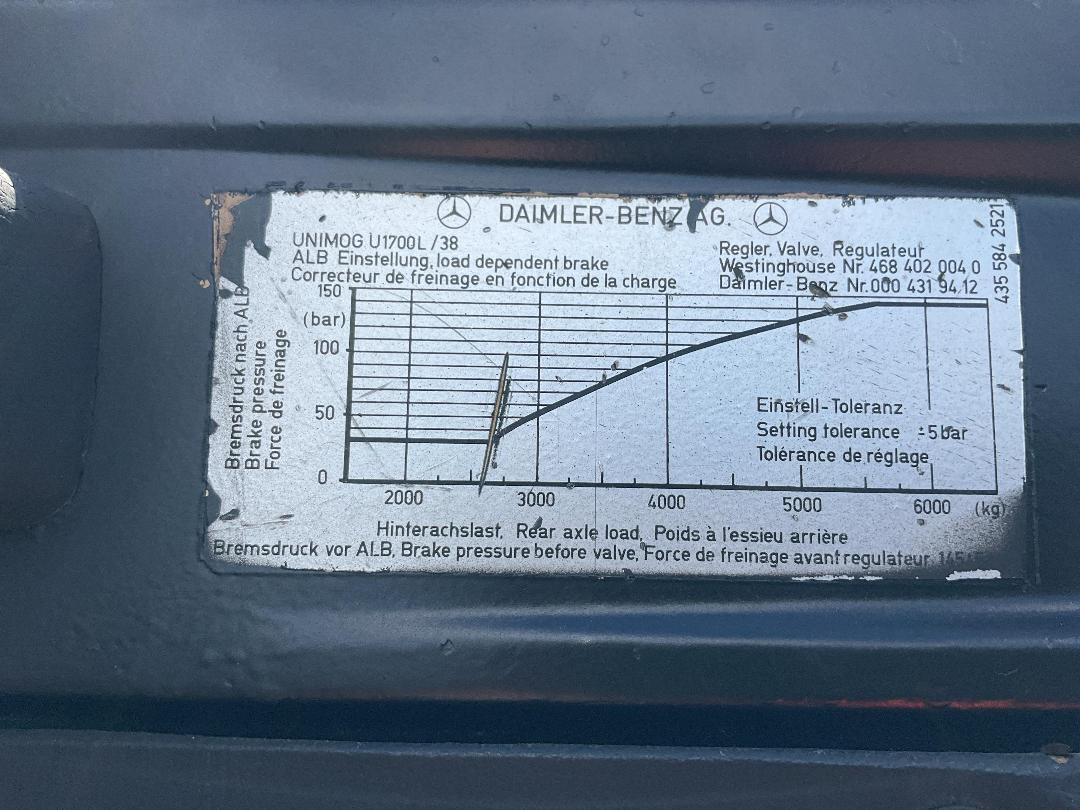 DAIMLER-BENZ AG.
UNIMOG U1700L/38
ALB Einstellung, load dependent brake
Correcteur de freinage en fonction de la charge
Regler, Valve, Regulateur
Westinghouse Nr. 468 402 004 0
Daimler-Benz Nr. 000 431 94.12
435 584 2521
Bremsdruck nach ALB
Brake pressure
Force de freinage
150
(bar)
100
50
0
Einstell-Toleranz
Setting tolerance ±5bar
Tolérance de réglage
2000 3000 4000 5000 6000 (kg)
Hinterachslast, Rear axle load, Poids à l'essieu arrière
Bremsdruck vor ALB, Brake pressure before valve, Force de freinage avant regulateur